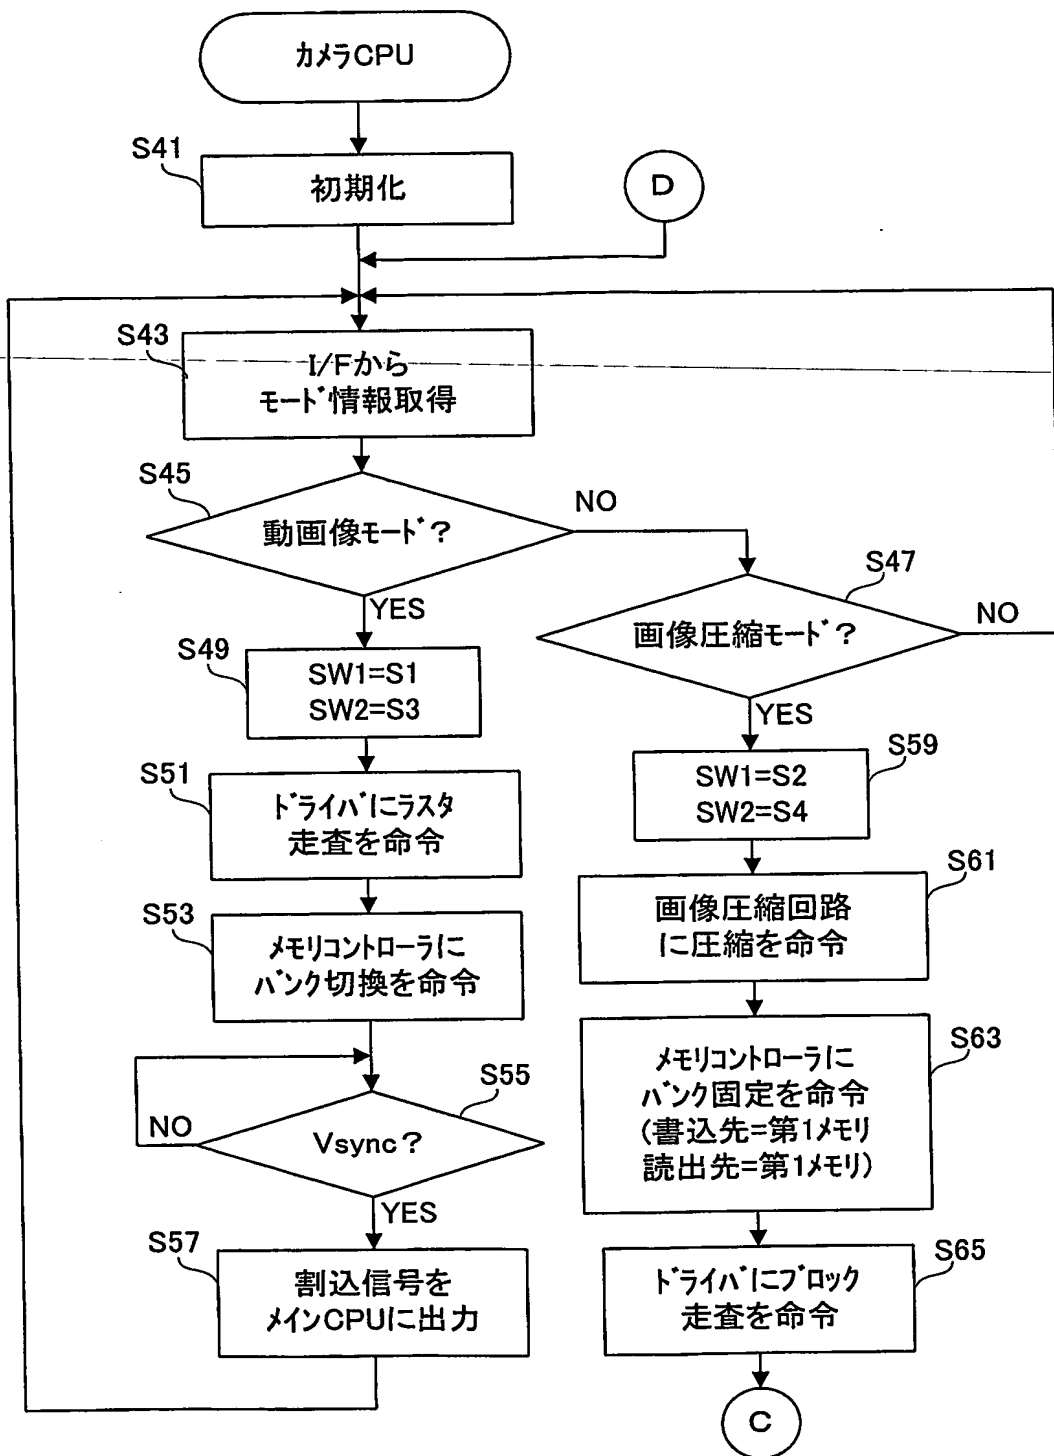 カメラCPU
S41
初期化
D
S43
I/Fから
モード情報取得
S45
動画像モード？
NO
YES
S47
画像圧縮モード？
NO
YES
S49
SW1=S1
SW2=S3
S59
SW1=S2
SW2=S4
S51
ドライバにラスタ
走査を命令
S61
画像圧縮回路
に圧縮を命令
S53
メモリコントローラに
バンク切換を命令
S63
メモリコントローラに
バンク固定を命令
(書込先=第1メモリ
読出先=第1メモリ)
S55
Vsync？
NO
YES
S57
割込信号を
メインCPUに出力
S65
ドライバにブロック
走査を命令
C